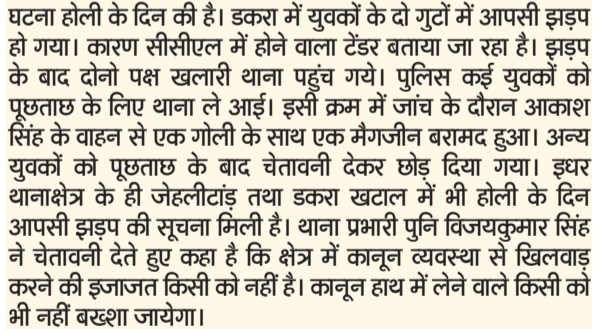 घटना होली के दिन की है। डकरा में युवकों के दो गुटों में आपसी झड़प
हो गया। कारण सीसीएल में होने वाला टेंडर बताया जा रहा है। झड़प
के बाद दोनो पक्ष खलारी थाना पहुंच गये। पुलिस कई युवकों को
पूछताछ के लिए थाना ले आई। इसी क्रम में जांच के दौरान आकाश
सिंह के वाहन से एक गोली के साथ एक मैगजीन बरामद हुआ। अन्य
युवकों को पूछताछ के बाद चेतावनी देकर छोड़ दिया गया। इधर
थानाक्षेत्र के ही जेहलीटांड़ तथा डकरा खटाल में भी होली के दिन
आपसी झड़प की सूचना मिली है। थाना प्रभारी पुनि विजयकुमार सिंह
ने चेतावनी देते हुए कहा है कि क्षेत्र में कानून व्यवस्था से खिलवाड़
करने की इजाजत किसी को नहीं है। कानून हाथ में लेने वाले किसी को
भी नहीं बख्शा जायेगा।